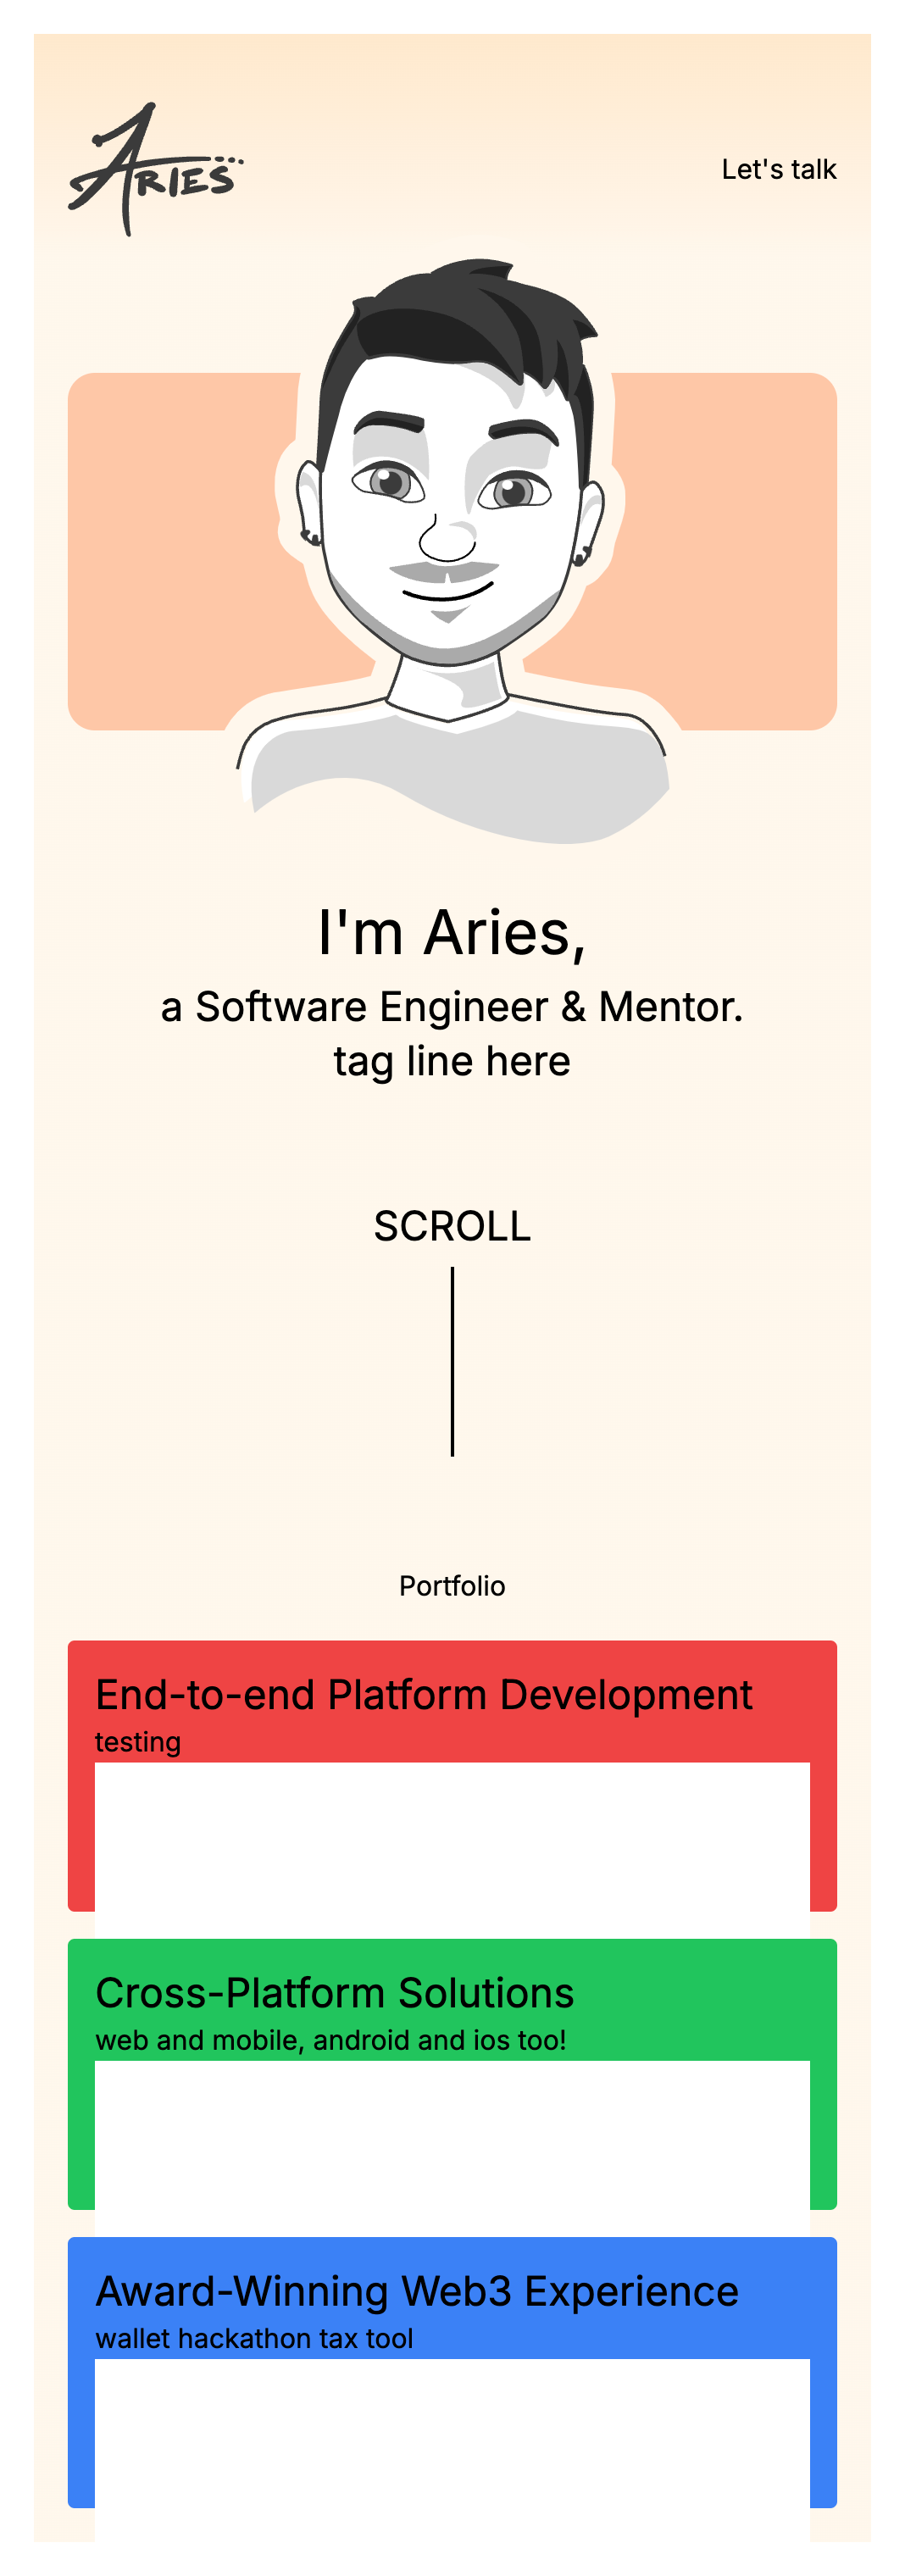 ARIES
Let's talk
I'm Aries,
a Software Engineer & Mentor.
tag line here
SCROLL
Portfolio
End-to-end Platform Development
testing
Cross-Platform Solutions
web and mobile, android and ios too!
Award-Winning Web3 Experience
wallet hackathon tax tool